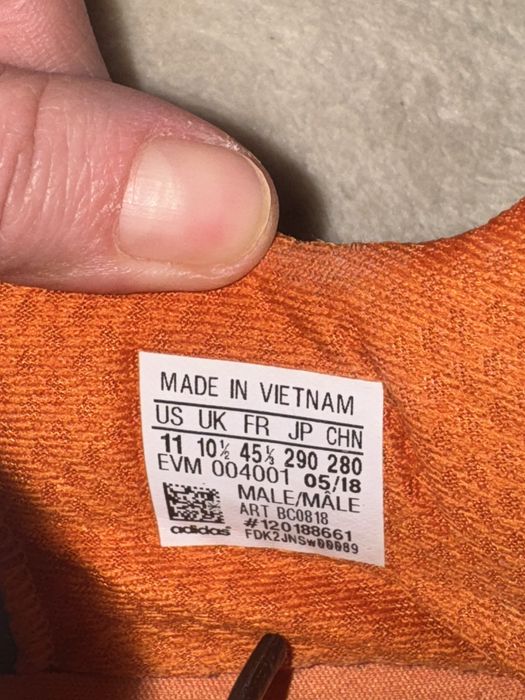 MADE IN VIETNAM
US UK FR JP CHN
11 10½ 45⅓ 290 280
EVM 004001 05/18
MALE/MÂLE
ART BC0818
#120188661
adidas FDK2JNSW00089